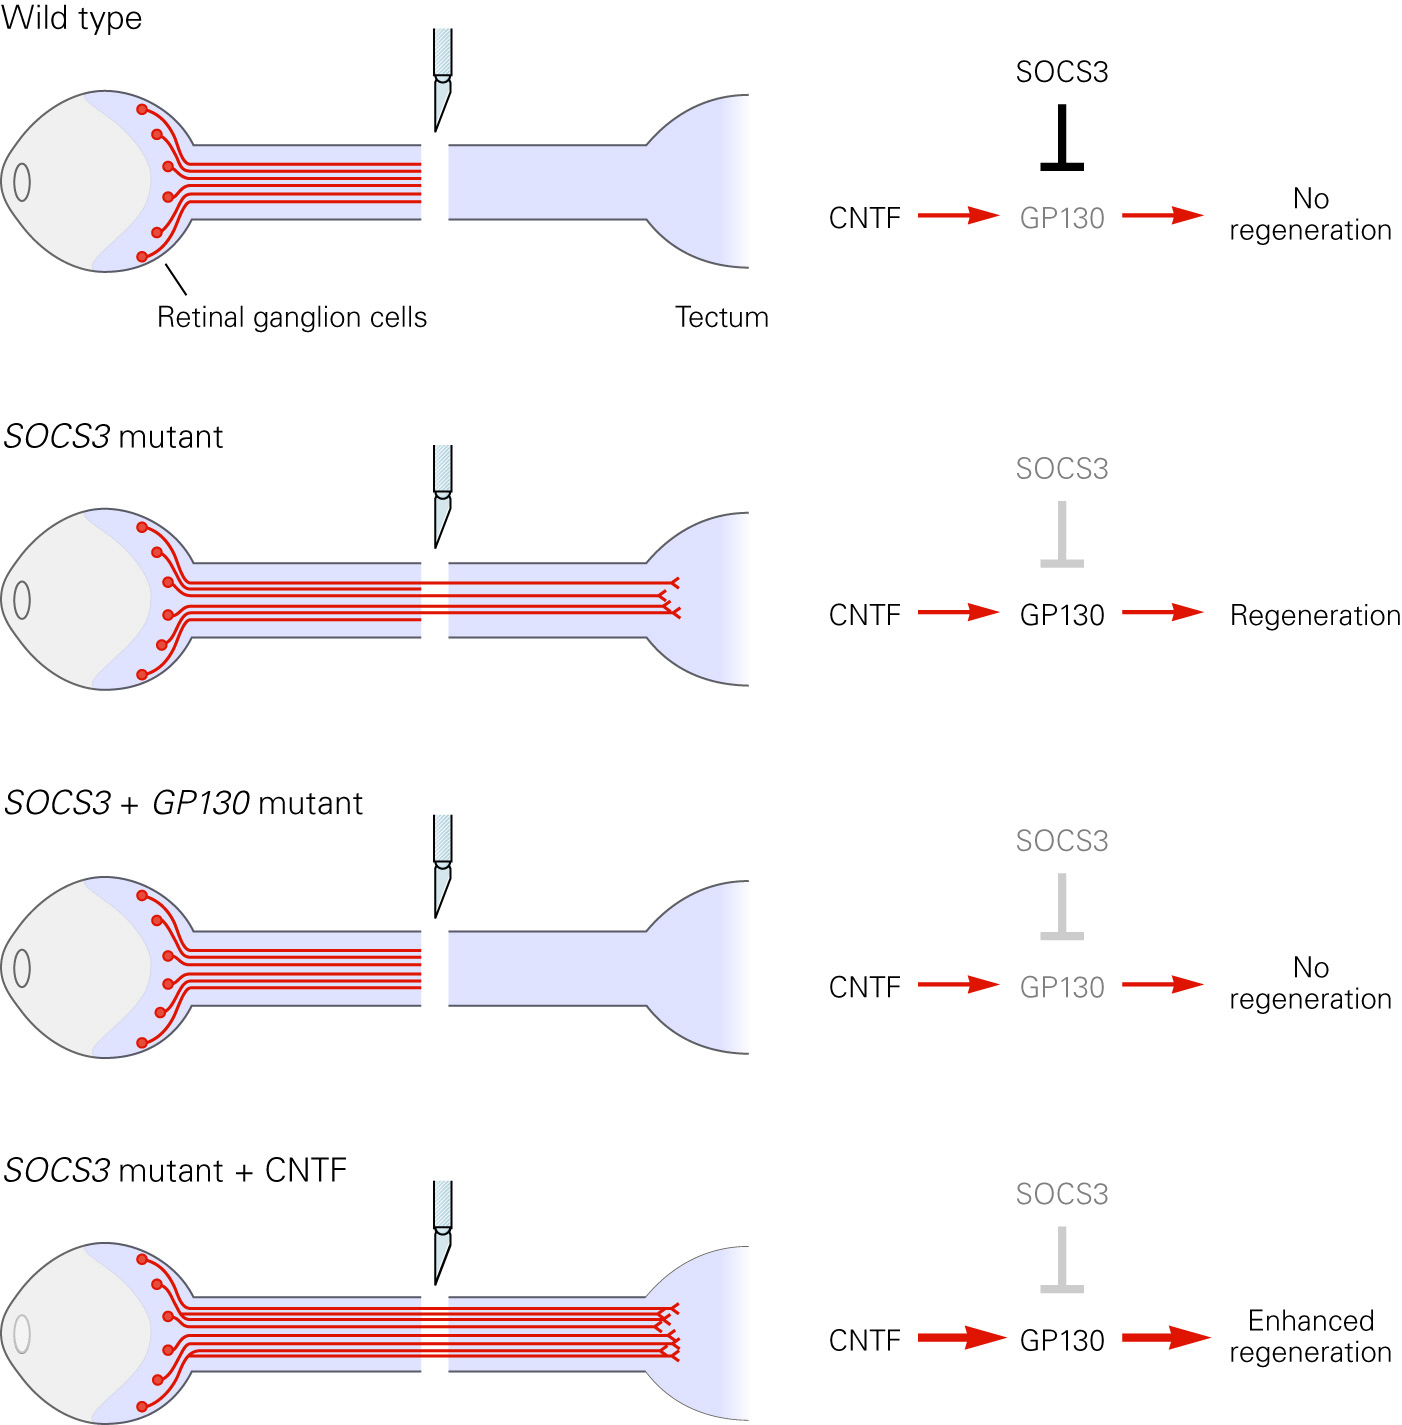 Wild type
SOCS3
CNTF
GP130
No
regeneration
Retinal ganglion cells
Tectum
SOCS3 mutant
SOCS3
CNTF
GP130
Regeneration
SOCS3 + GP130 mutant
SOCS3
CNTF
GP130
No
regeneration
SOCS3 mutant + CNTF
SOCS3
CNTF
GP130
Enhanced
regeneration